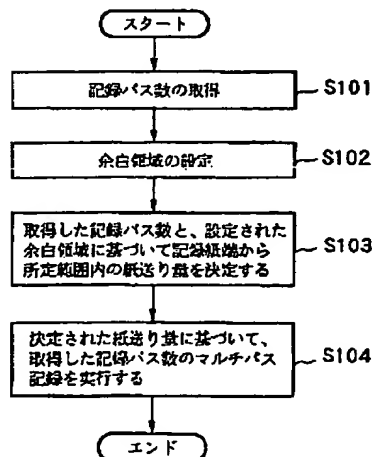 スタート
記録パス数の取得
S101
余白領域の設定
S102
取得した記録パス数と、設定された
余白領域に基づいて記録紙端から
所定範囲内の紙送り量を決定する
S103
決定された紙送り量に基づいて、
取得した記録パス数のマルチパス
記録を実行する
S104
エンド